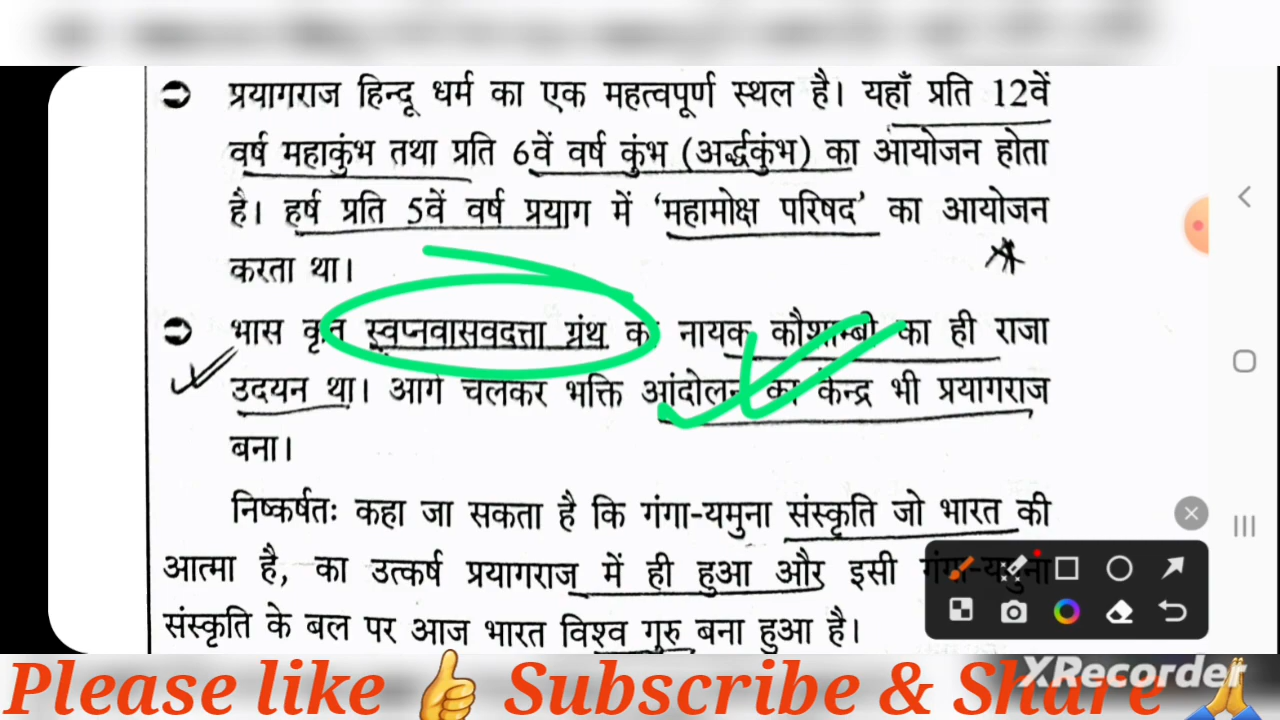 प्रयागराज हिन्दू धर्म का एक महत्वपूर्ण स्थल है। यहाँ प्रति 12वें
वर्ष महाकुंभ तथा प्रति 6वें वर्ष कुंभ (अर्द्धकुंभ) का आयोजन होता
है। हर्ष प्रति 5वें वर्ष प्रयाग में ‘महामोक्ष परिषद’ का आयोजन
करता था।
भास कृत स्वप्नवासवदत्ता ग्रंथ का नायक कौशाम्बी का ही राजा
उदयन था। आगे चलकर भक्ति आंदोलन का केन्द्र भी प्रयागराज
बना।
निष्कर्षतः कहा जा सकता है कि गंगा-यमुना संस्कृति जो भारत की
आत्मा है, का उत्कर्ष प्रयागराज में ही हुआ और इसी गंगा-यमुना
संस्कृति के बल पर आज भारत विश्व गुरु बना हुआ है।
Please like Subscribe & Share
XRecorder